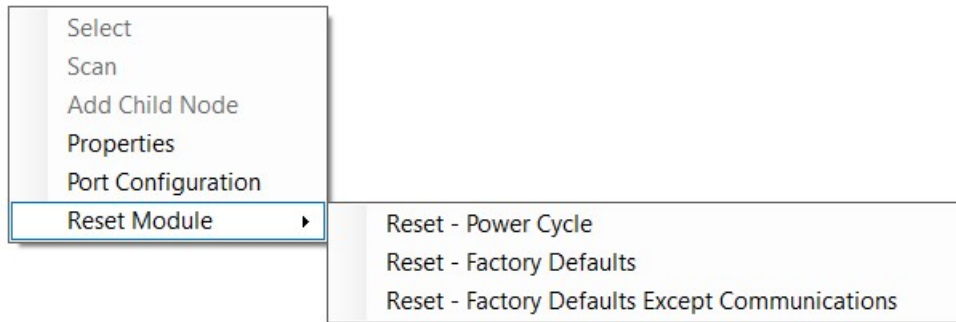 Select
Scan
Add Child Node
Properties
Port Configuration
Reset Module
Reset - Power Cycle
Reset - Factory Defaults
Reset - Factory Defaults Except Communications